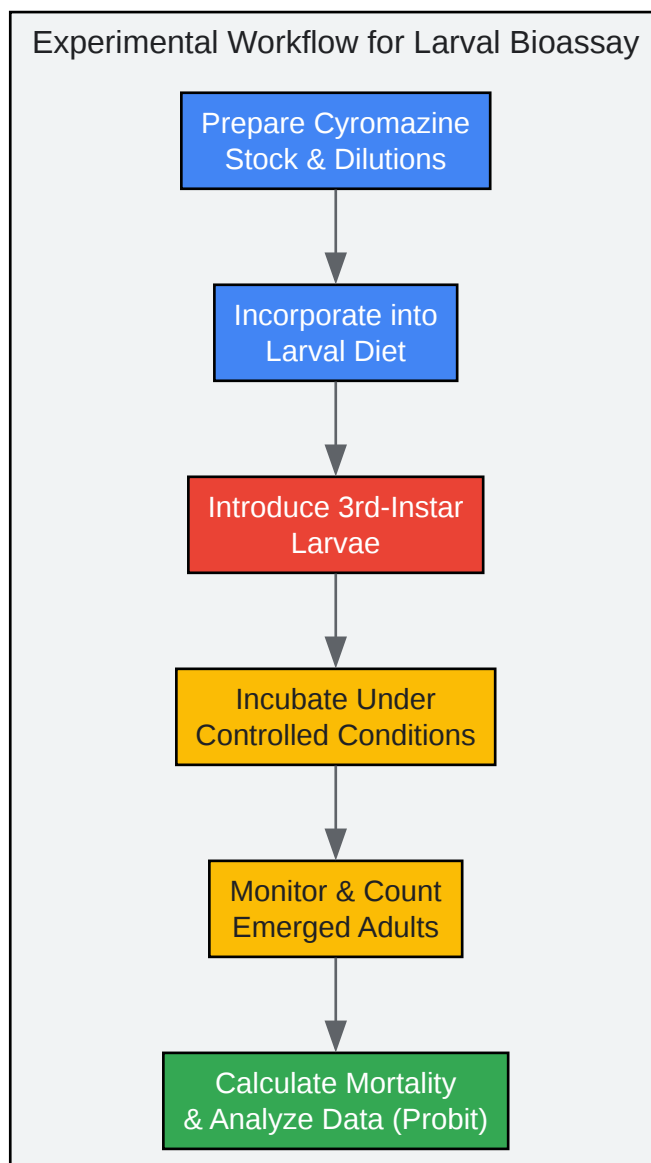 Experimental Workflow for Larval Bioassay
Prepare Cyromazine
Stock & Dilutions
Incorporate into
Larval Diet
Introduce 3rd-Instar
Larvae
Incubate Under
Controlled Conditions
Monitor & Count
Emerged Adults
Calculate Mortality
& Analyze Data (Probit)